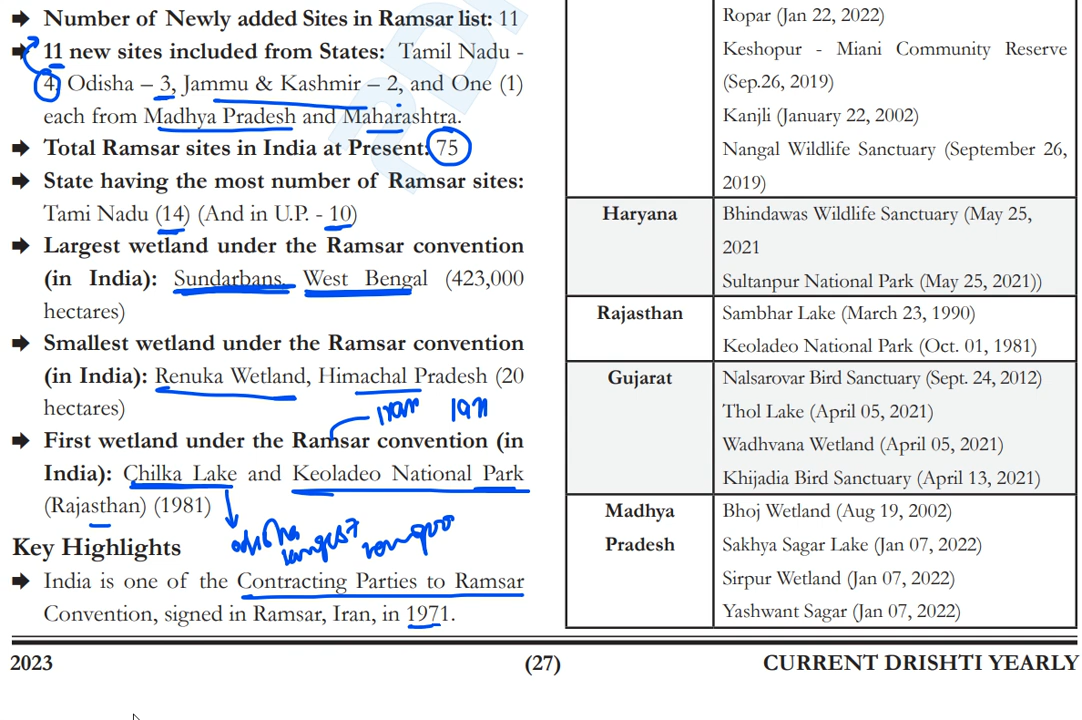 ➡ Number of Newly added Sites in Ramsar list: 11
➡ 11 new sites included from States: Tamil Nadu -
4, Odisha – 3, Jammu & Kashmir – 2, and One (1)
each from Madhya Pradesh and Maharashtra.
➡ Total Ramsar sites in India at Present: 75
➡ State having the most number of Ramsar sites:
Tami Nadu (14) (And in U.P. - 10)
➡ Largest wetland under the Ramsar convention
(in India): Sundarbans, West Bengal (423,000
hectares)
➡ Smallest wetland under the Ramsar convention
(in India): Renuka Wetland, Himachal Pradesh (20
hectares)
Iran 1971
➡ First wetland under the Ramsar convention (in
India): Chilka Lake and Keoladeo National Park
(Rajasthan) (1981)
largest
Key Highlights
➡ India is one of the Contracting Parties to Ramsar
Convention, signed in Ramsar, Iran, in 1971.
Ropar (Jan 22, 2022)
Keshopur - Miani Community Reserve
(Sep.26, 2019)
Kanjli (January 22, 2002)
Nangal Wildlife Sanctuary (September 26,
2019)
Haryana
Bhindawas Wildlife Sanctuary (May 25,
2021
Sultanpur National Park (May 25, 2021))
Rajasthan
Sambhar Lake (March 23, 1990)
Keoladeo National Park (Oct. 01, 1981)
Gujarat
Nalsarovar Bird Sanctuary (Sept. 24, 2012)
Thol Lake (April 05, 2021)
Wadhvana Wetland (April 05, 2021)
Khijadia Bird Sanctuary (April 13, 2021)
Madhya
Pradesh
Bhoj Wetland (Aug 19, 2002)
Sakhya Sagar Lake (Jan 07, 2022)
Sirpur Wetland (Jan 07, 2022)
Yashwant Sagar (Jan 07, 2022)
2023
(27)
CURRENT DRISHTI YEARLY